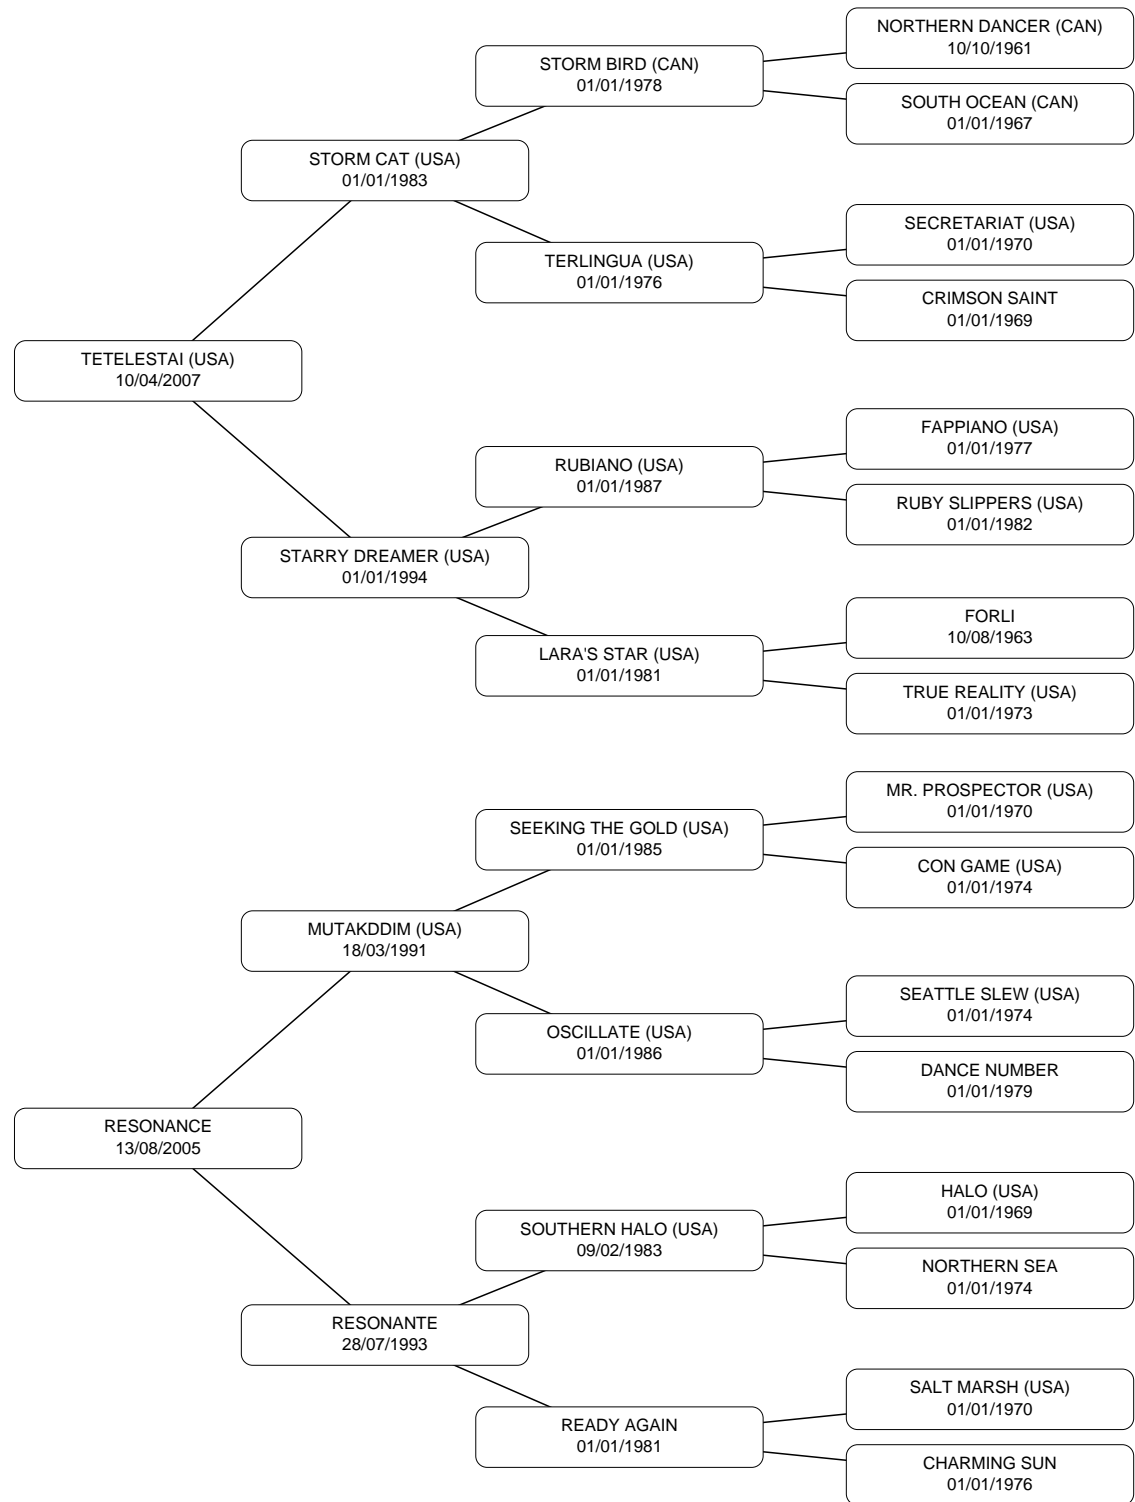 NORTHERN DANCER (CAN)
10/10/1961
STORM BIRD (CAN)
01/01/1978
SOUTH OCEAN (CAN)
01/01/1967
STORM CAT (USA)
01/01/1983
SECRETARIAT (USA)
01/01/1970
TERLINGUA (USA)
01/01/1976
CRIMSON SAINT
01/01/1969
TETELESTAI (USA)
10/04/2007
FAPPIANO (USA)
01/01/1977
RUBIANO (USA)
01/01/1987
RUBY SLIPPERS (USA)
01/01/1982
STARRY DREAMER (USA)
01/01/1994
FORLI
10/08/1963
LARA'S STAR (USA)
01/01/1981
TRUE REALITY (USA)
01/01/1973
MR. PROSPECTOR (USA)
01/01/1970
SEEKING THE GOLD (USA)
01/01/1985
CON GAME (USA)
01/01/1974
MUTAKDDIM (USA)
18/03/1991
SEATTLE SLEW (USA)
01/01/1974
OSCILLATE (USA)
01/01/1986
DANCE NUMBER
01/01/1979
RESONANCE
13/08/2005
HALO (USA)
01/01/1969
SOUTHERN HALO (USA)
09/02/1983
NORTHERN SEA
01/01/1974
RESONANTE
28/07/1993
SALT MARSH (USA)
01/01/1970
READY AGAIN
01/01/1981
CHARMING SUN
01/01/1976